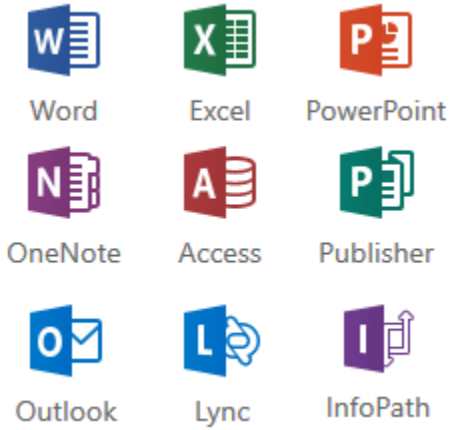 W X P
Word Excel PowerPoint
N A P
OneNote Access Publisher
O L I
Outlook Lync InfoPath